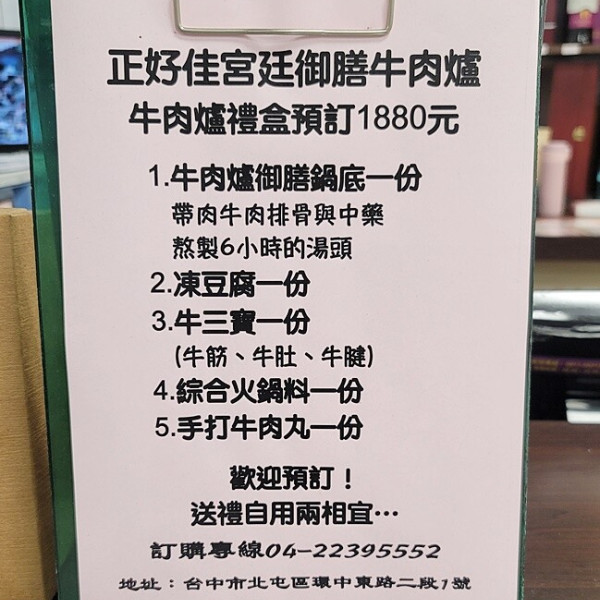 正好佳宮廷御膳牛肉爐
牛肉爐禮盒預訂1880元
1.牛肉爐御膳鍋底一份
帶肉牛肉排骨與中藥
熬製6小時的湯頭
2.凍豆腐一份
3.牛三寶一份
(牛筋、牛肚、牛腱)
4.綜合火鍋料一份
5.手打牛肉丸一份
歡迎預訂！
送禮自用兩相宜…
訂購專線04-22395552
地址：台中市北屯區環中東路二段1號